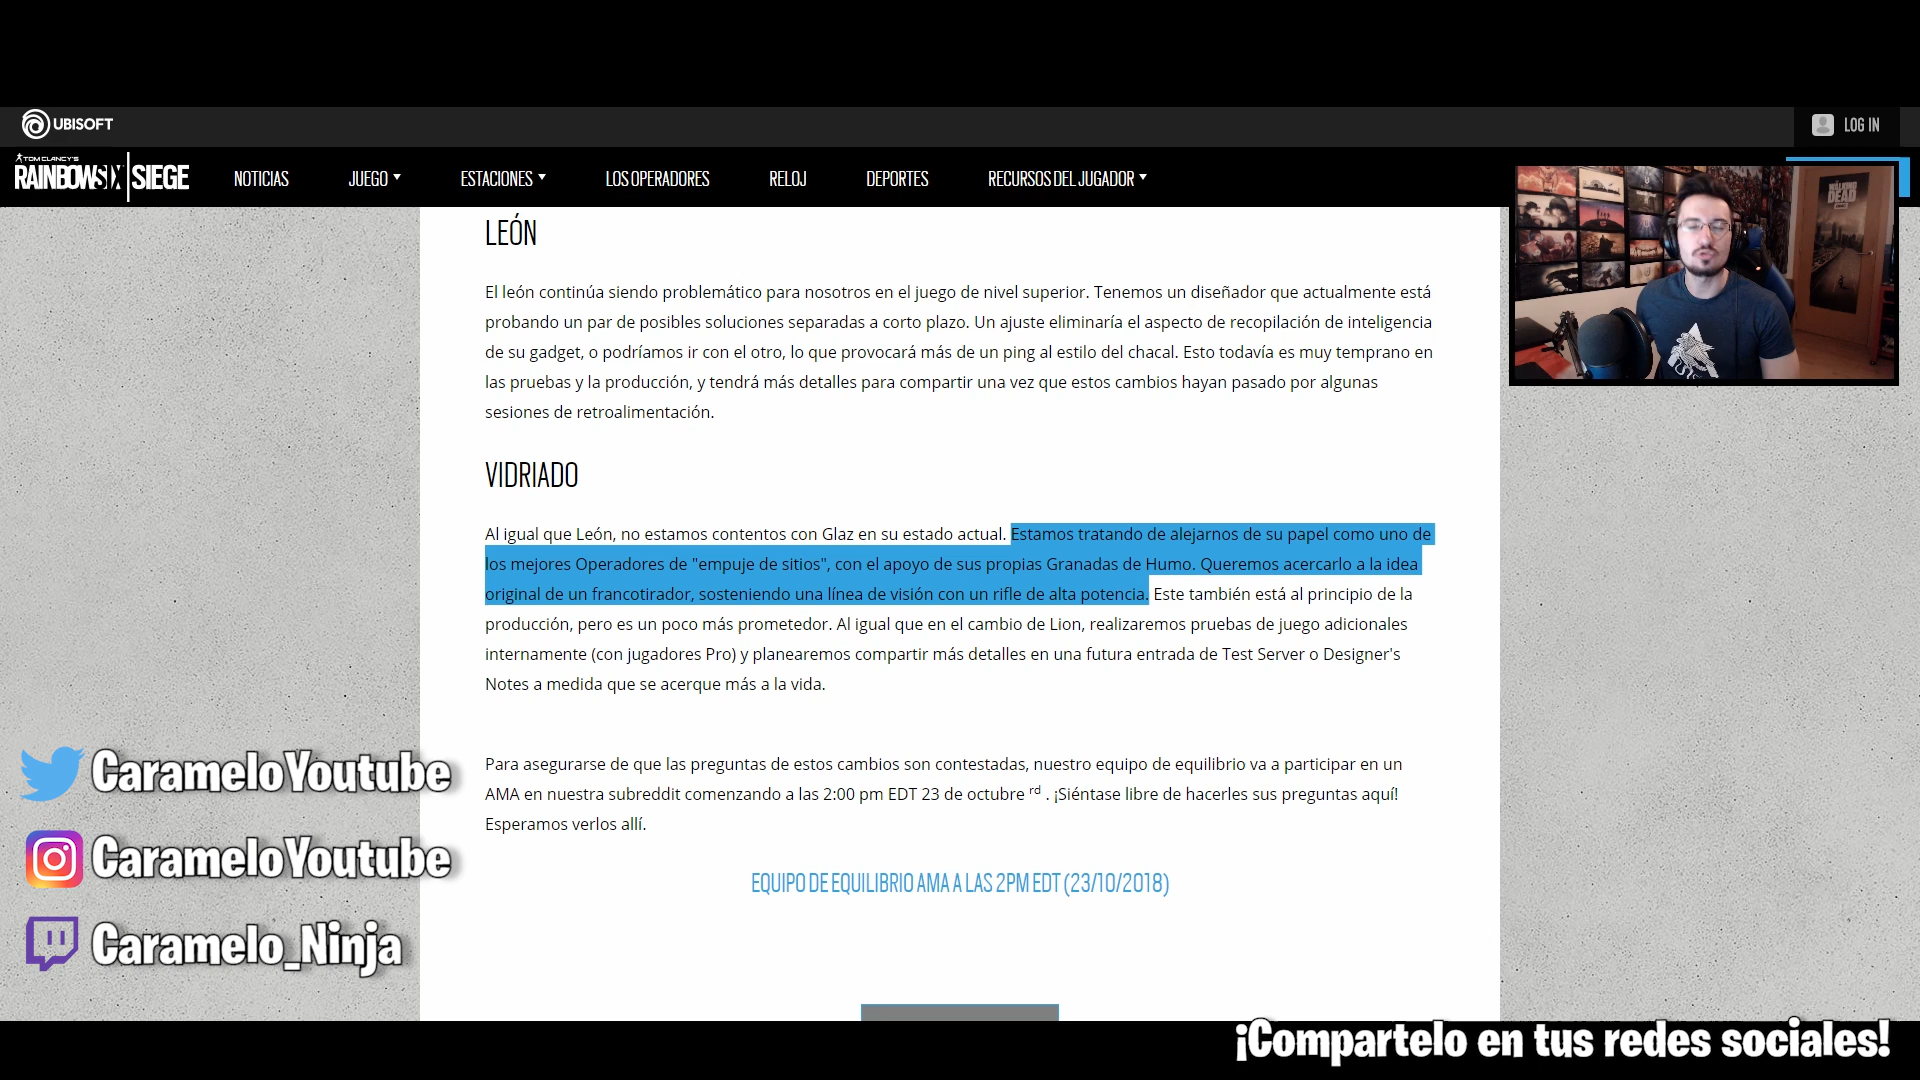 UBISOFT
LOG IN
TOM CLANCY'S
RAINBOWSIX SIEGE
NOTICIAS
JUEGO
ESTACIONES
LOS OPERADORES
RELOJ
DEPORTES
RECURSOS DEL JUGADOR
THE WALKING DEAD
LEÓN
El león continúa siendo problemático para nosotros en el juego de nivel superior. Tenemos un diseñador que actualmente está
probando un par de posibles soluciones separadas a corto plazo. Un ajuste eliminaría el aspecto de recopilación de inteligencia
de su gadget, o podríamos ir con el otro, lo que provocará más de un ping al estilo del chacal. Esto todavía es muy temprano en
las pruebas y la producción, y tendrá más detalles para compartir una vez que estos cambios hayan pasado por algunas
sesiones de retroalimentación.
VIDRIADO
Al igual que León, no estamos contentos con Glaz en su estado actual. Estamos tratando de alejarnos de su papel como uno de
los mejores Operadores de "empuje de sitios", con el apoyo de sus propias Granadas de Humo. Queremos acercarlo a la idea
original de un francotirador, sosteniendo una línea de visión con un rifle de alta potencia. Este también está al principio de la
producción, pero es un poco más prometedor. Al igual que en el cambio de Lion, realizaremos pruebas de juego adicionales
internamente (con jugadores Pro) y planearemos compartir más detalles en una futura entrada de Test Server o Designer's
Notes a medida que se acerque más a la vida.
Para asegurarse de que las preguntas de estos cambios son contestadas, nuestro equipo de equilibrio va a participar en un
AMA en nuestra subreddit comenzando a las 2:00 pm EDT 23 de octubre rd . ¡Siéntase libre de hacerles sus preguntas aquí!
Esperamos verlos allí.
EQUIPO DE EQUILIBRIO AMA A LAS 2PM EDT (23/10/2018)
CarameloYoutube
CarameloYoutube
Caramelo_Ninja
¡Compartelo en tus redes sociales!